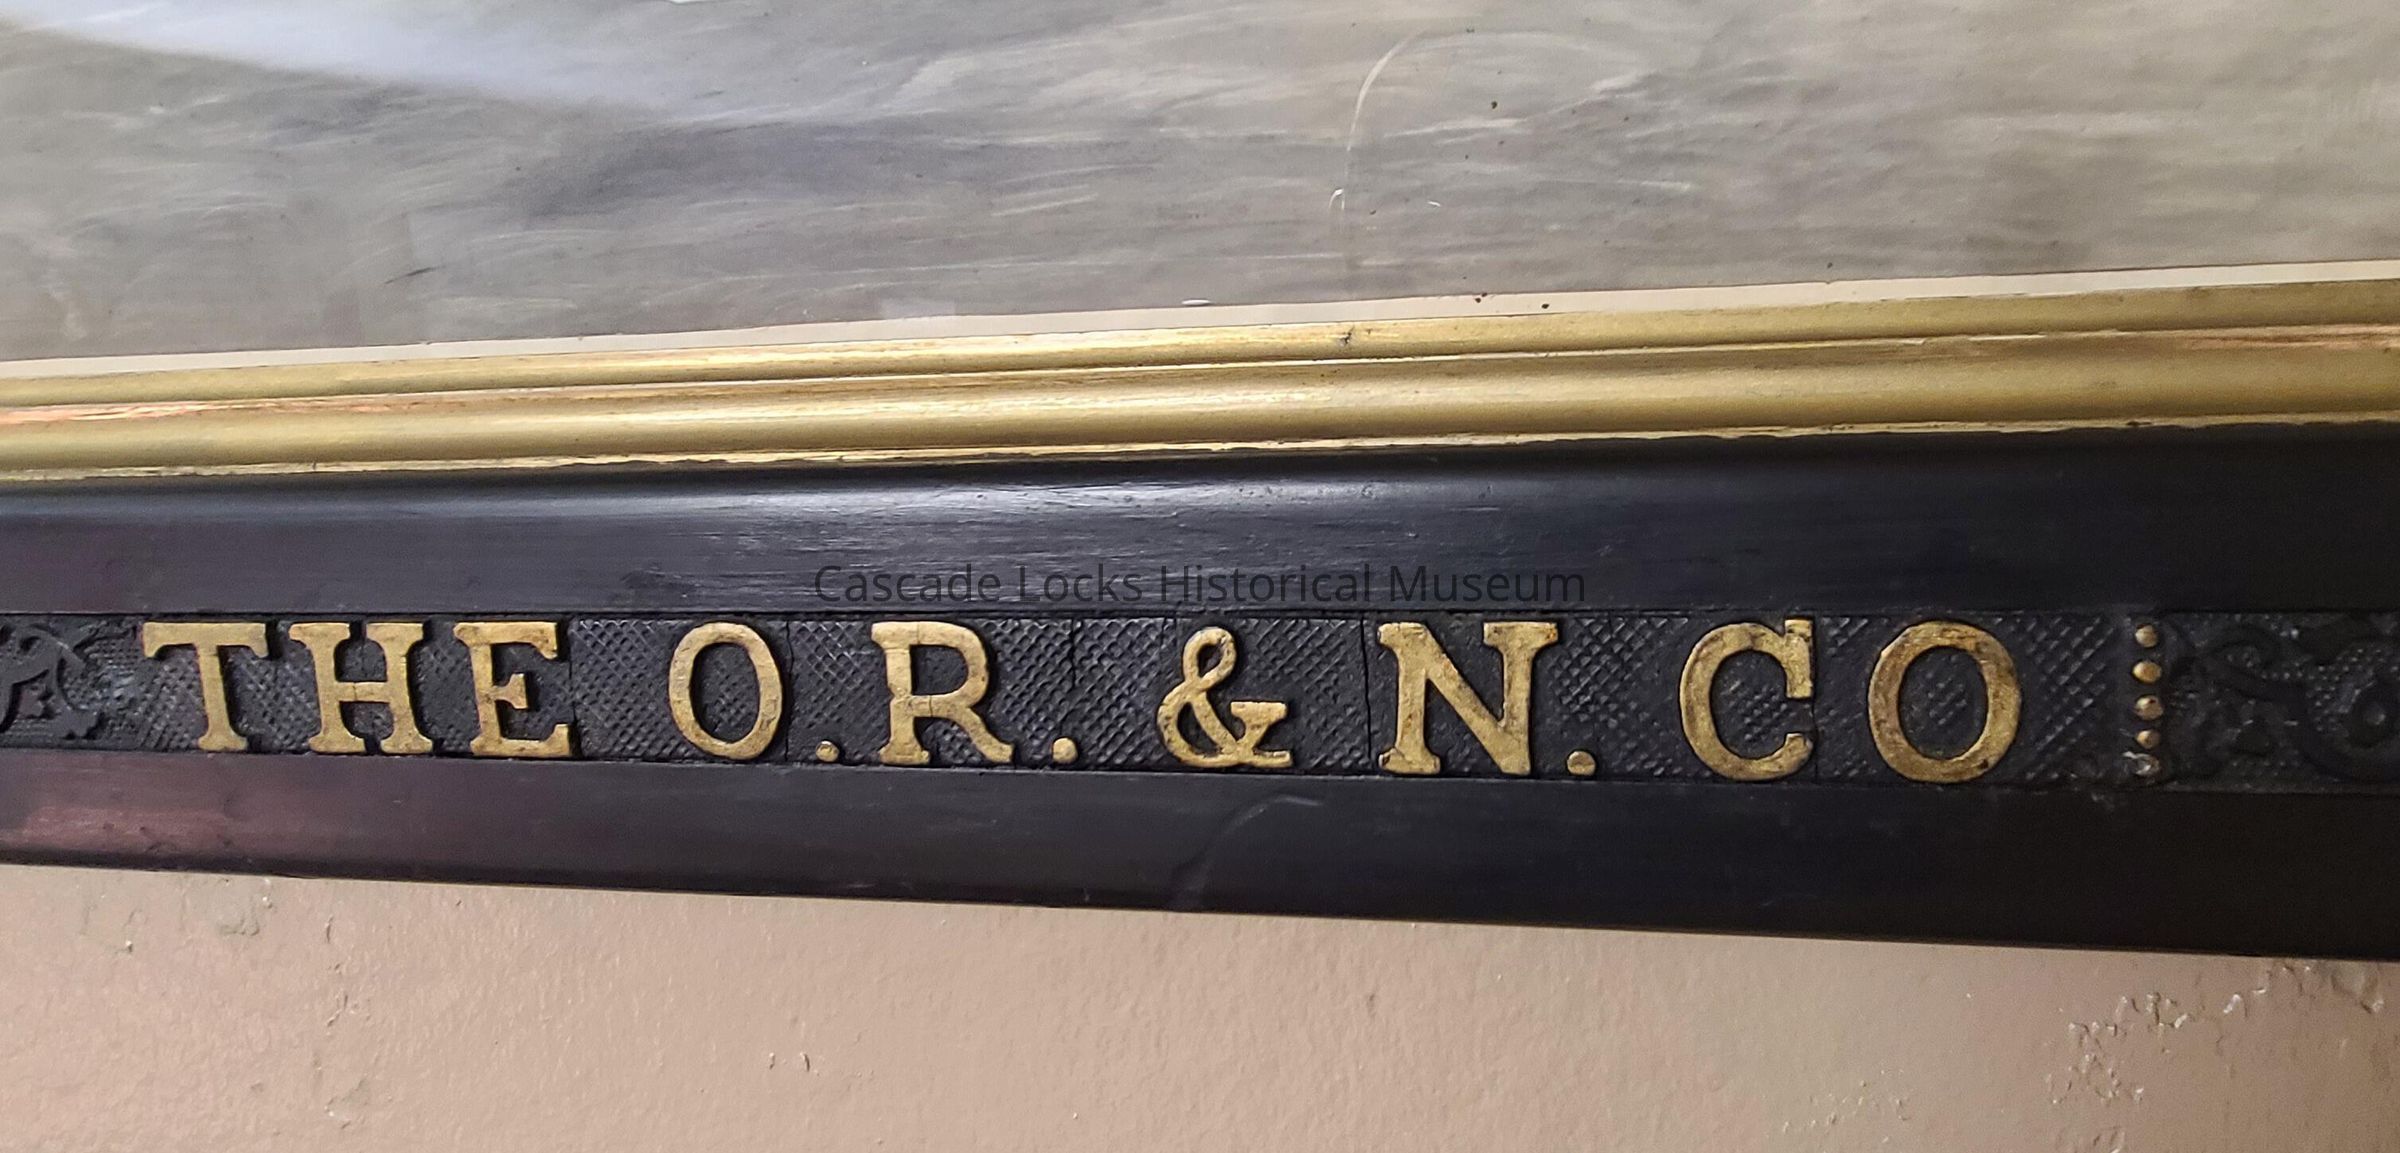 Cascade Locks Historical Museum
THE O.R. & N. CO